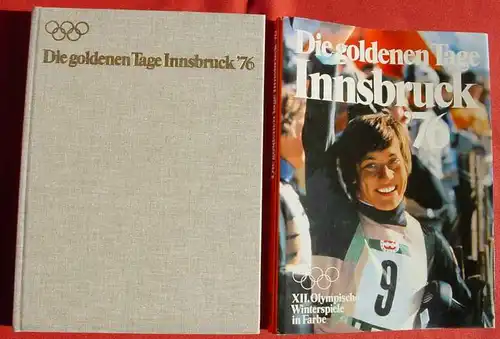 Die goldenen Tage Innsbruck '76
Die goldenen Tage
Innsbruck
'76
9
XII. Olympische
Winterspiele
in Farbe